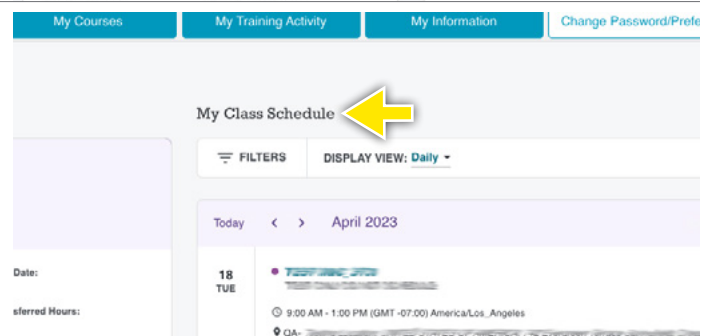 My Courses
My Training Activity
My Information
Change Password/Prefe
My Class Schedule
FILTERS
DISPLAY VIEW: Daily
Today
April 2023
Date:
18
TUE
sferred Hours:
9:00 AM - 1:00 PM (GMT -07:00) America/Los_Angeles
QA-